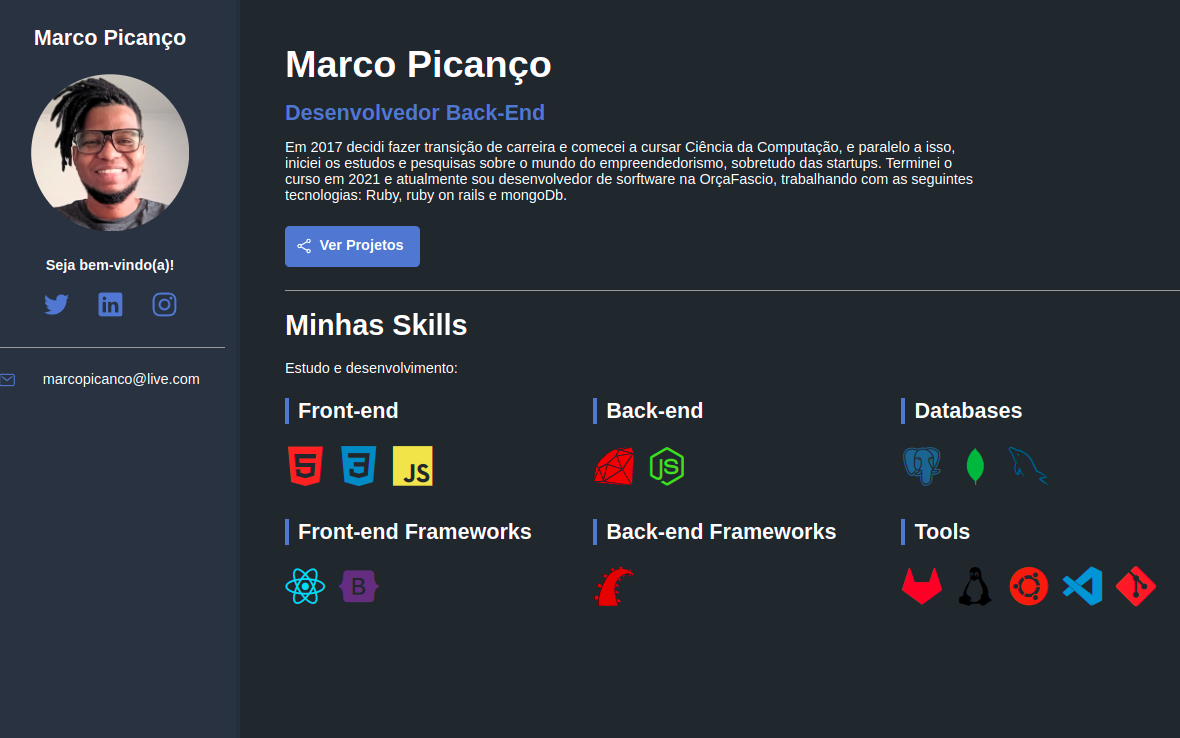 Marco Picanço
Seja bem-vindo(a)!
marcopicanco@live.com
Marco Picanço
Desenvolvedor Back-End
Em 2017 decidi fazer transição de carreira e comecei a cursar Ciência da Computação, e paralelo a isso,
iniciei os estudos e pesquisas sobre o mundo do empreendedorismo, sobretudo das startups. Terminei o
curso em 2021 e atualmente sou desenvolvedor de sorftware na OrçaFascio, trabalhando com as seguintes
tecnologias: Ruby, ruby on rails e mongoDb.
Ver Projetos
Minhas Skills
Estudo e desenvolvimento:
Front-end
Back-end
Databases
JS
JS
Front-end Frameworks
Back-end Frameworks
Tools
B